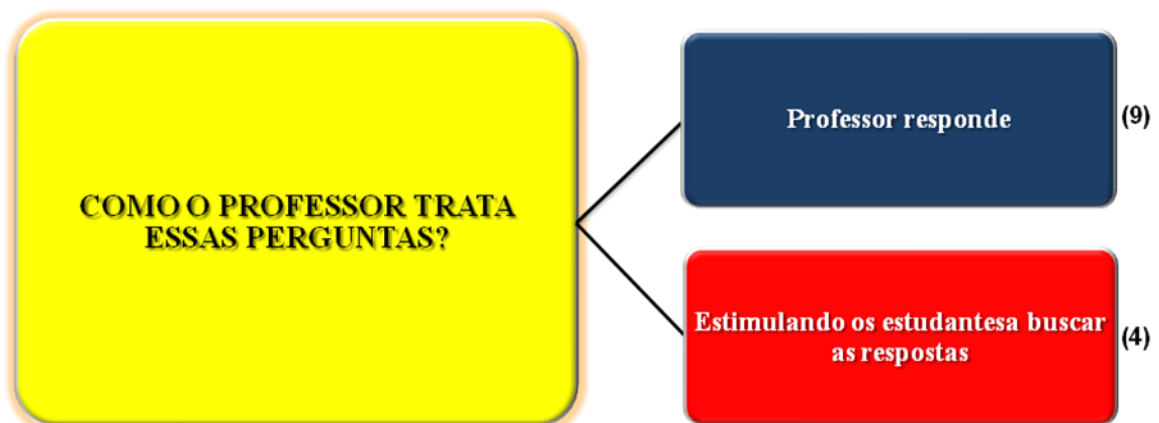 COMO O PROFESSOR TRATA
ESSAS PERGUNTAS?
Professor responde
(9)
Estimulando os estudantesa buscar
as respostas
(4)